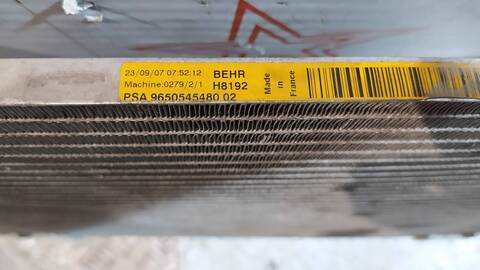 23/09/07 07:52:12 BEHR
Machine:0279/2/1 H8192
PSA 9650545480 02
Made
in
France